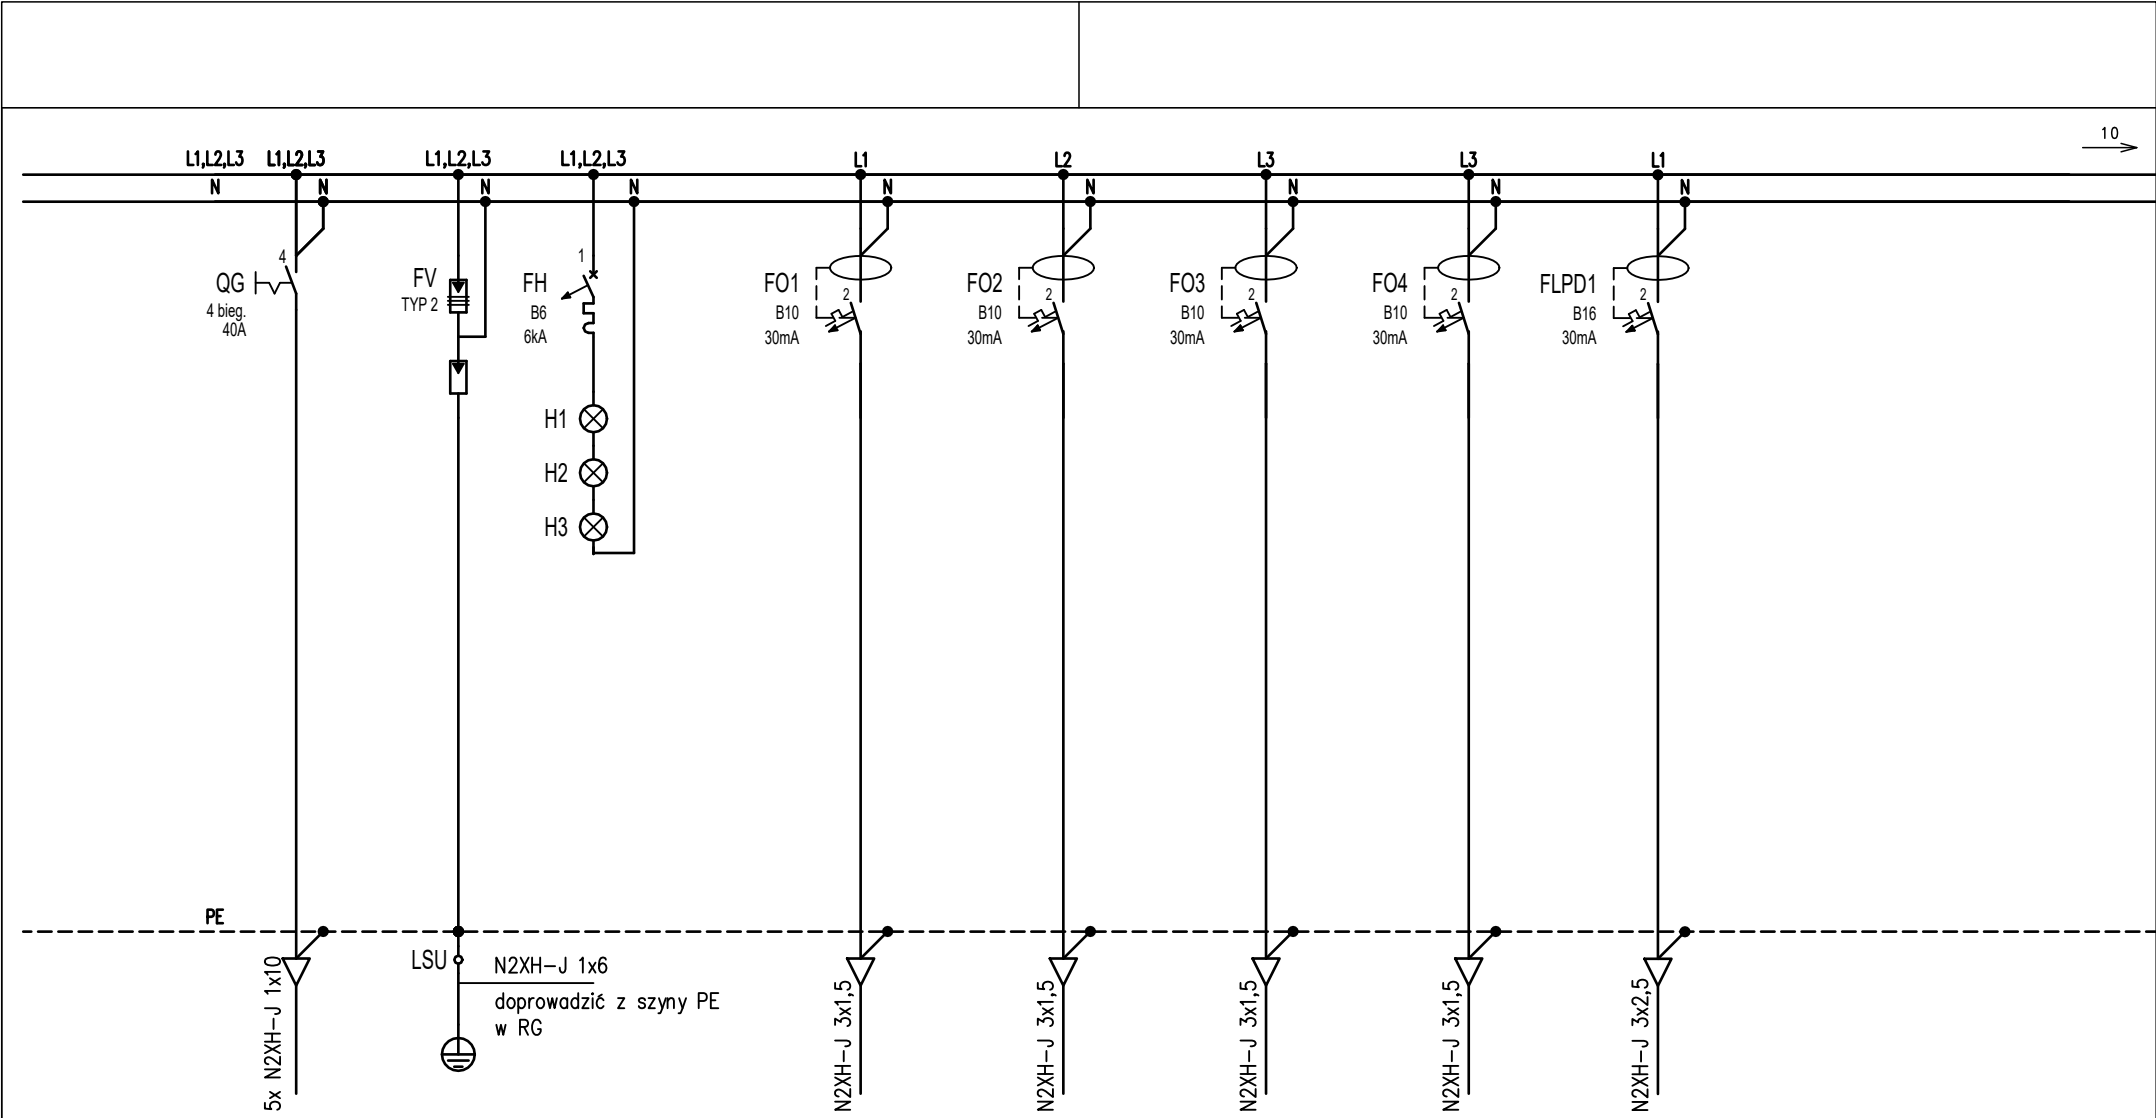 10
L1,L2,L3 L1,L2,L3 L1,L2,L3 L1,L2,L3 L1 L2 L3 L3 L1
N N N N N N N N N
4
QG
4 bieg.
40A
FV
TYP 2
1
FH
B6
6kA
H1
H2
H3
FO1
B10
30mA
2
FO2
B10
30mA
2
FO3
B10
30mA
2
FO4
B10
30mA
2
FLPD1
B16
30mA
2
PE
5x N2XH-J 1x10
LSU
N2XH-J 1x6
doprowadzić z szyny PE
w RG
N2XH-J 3x1,5
N2XH-J 3x1,5
N2XH-J 3x1,5
N2XH-J 3x1,5
N2XH-J 3x2,5